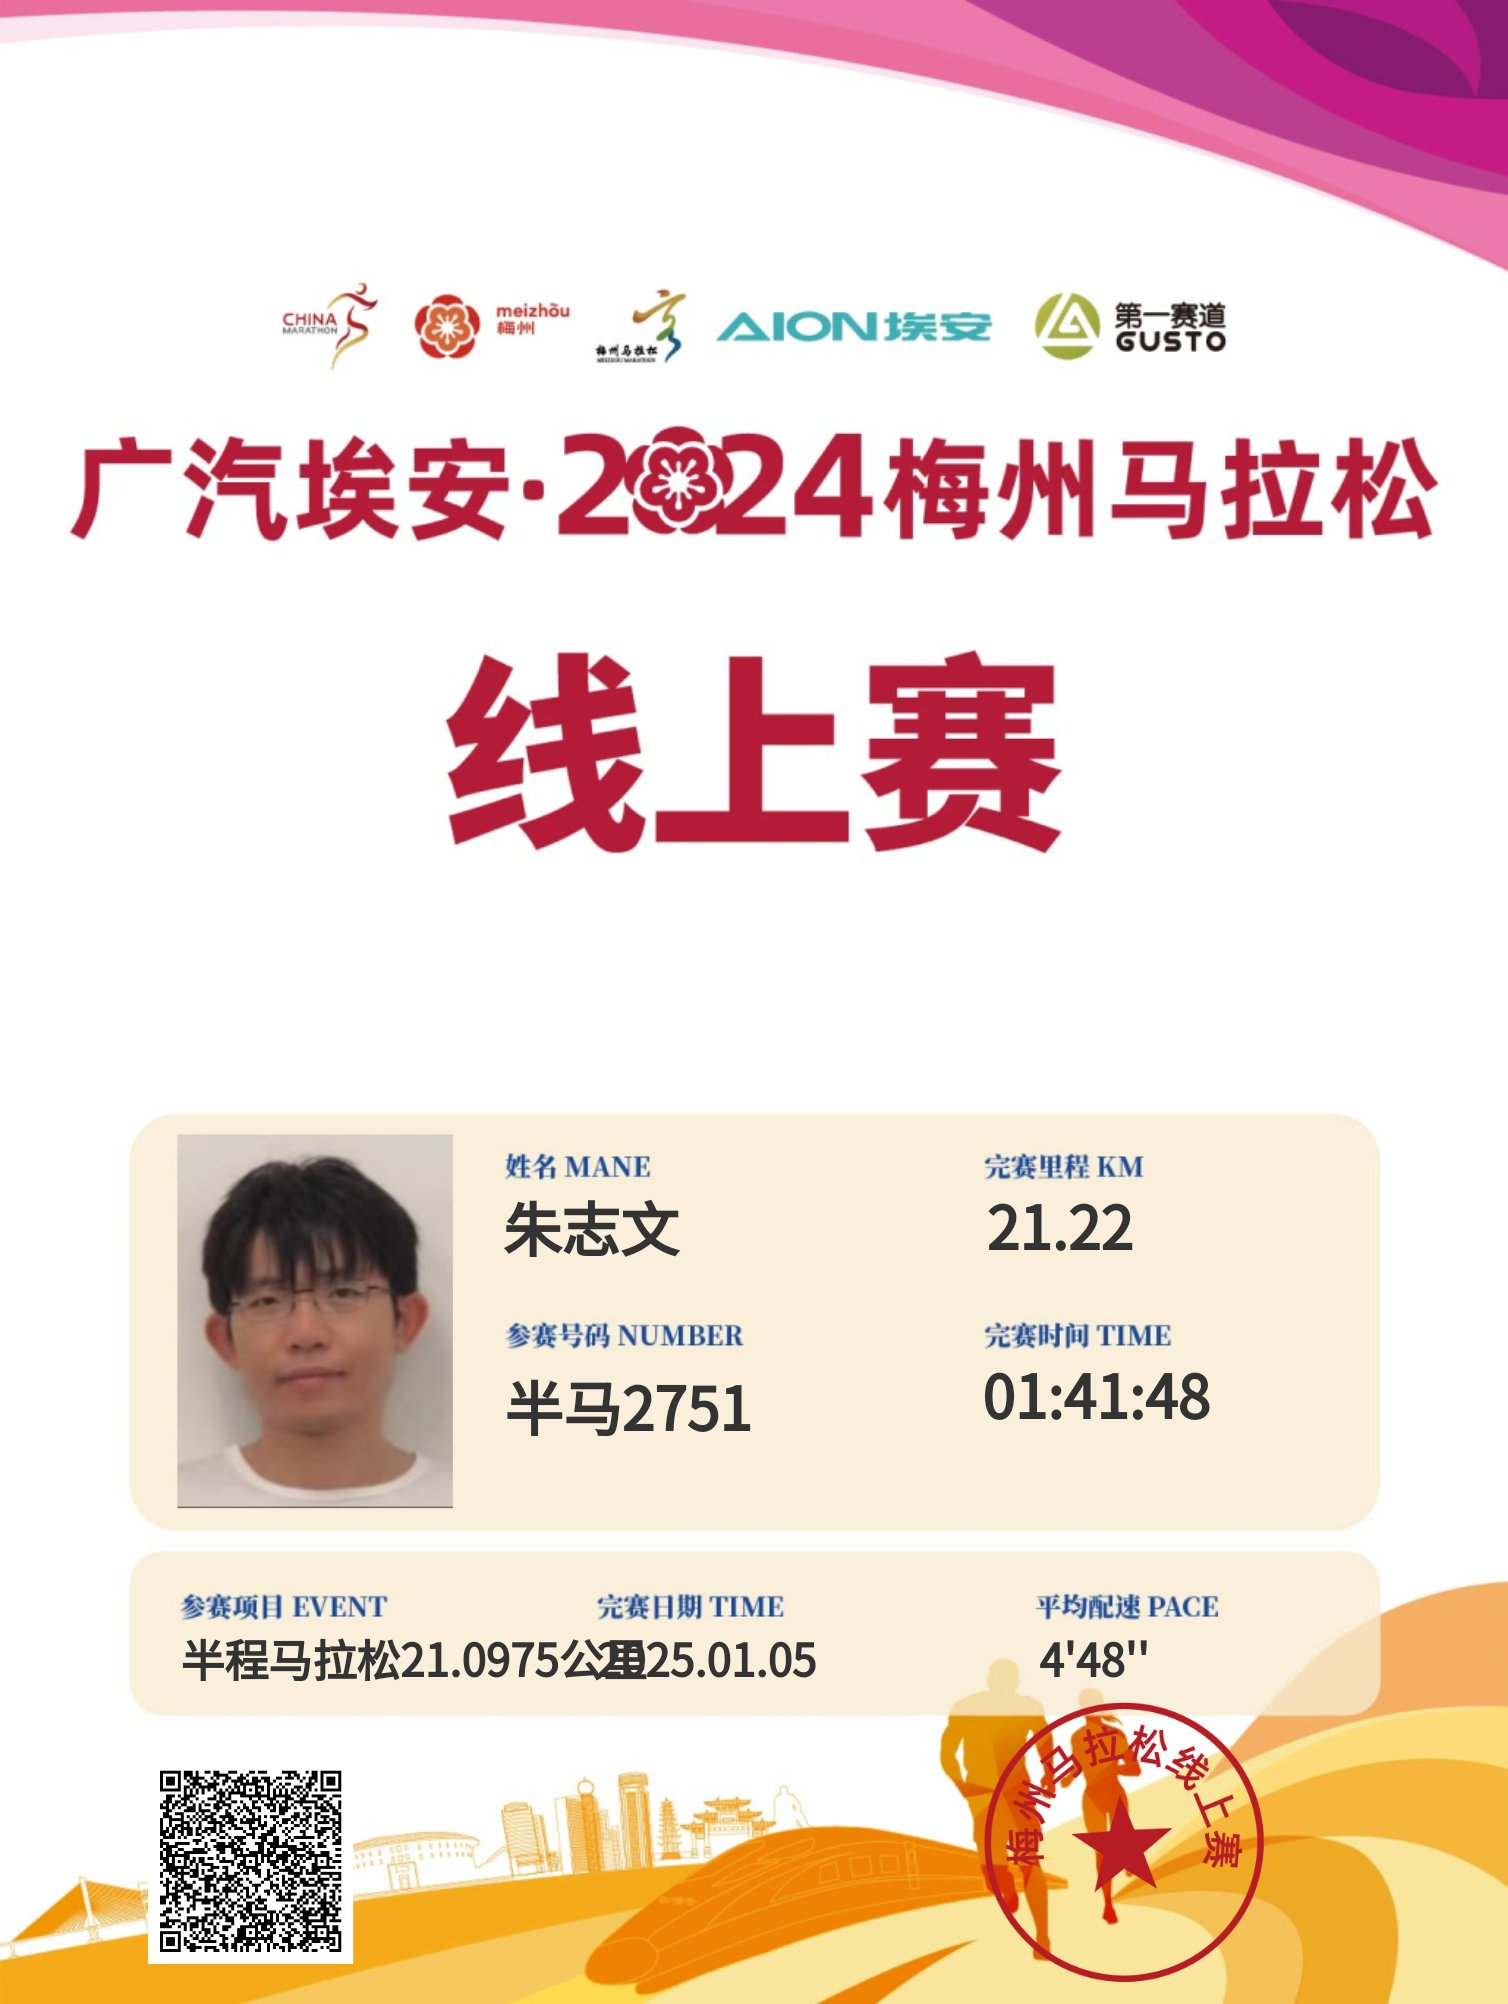 CHINA
MARATHON
meizhōu
梅州
梅州马拉松
MEIZHOU MARATHON
AION埃安
第一赛道
GUSTO
广汽埃安·2024梅州马拉松
线上赛
姓名 MANE
朱志文
完赛里程 KM
21.22
参赛号码 NUMBER
半马2751
完赛时间 TIME
01:41:48
参赛项目 EVENT
半程马拉松21.0975公里
完赛日期 TIME
2025.01.05
平均配速 PACE
4'48''
梅州马拉松线上赛